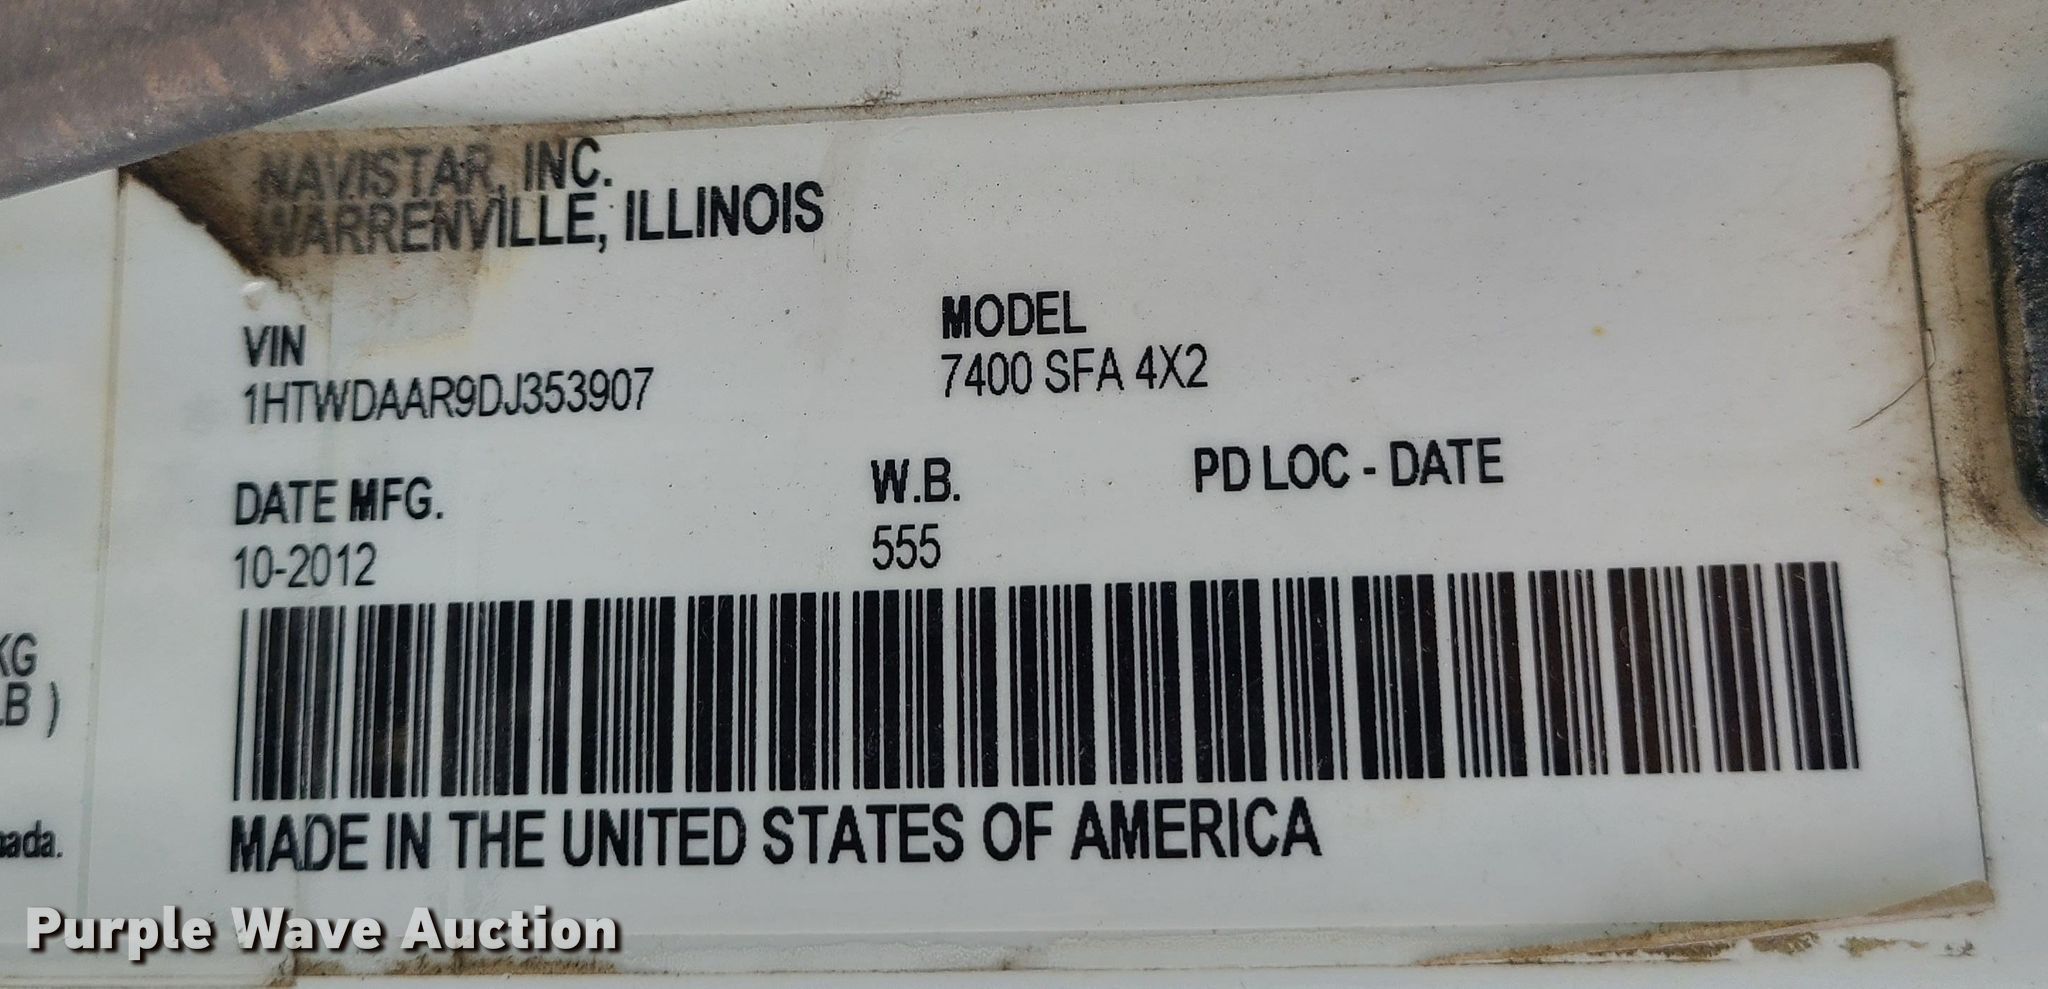 NAVISTAR, INC.
WARRENVILLE, ILLINOIS
VIN
1HTWDAAR9DJ353907
MODEL
7400 SFA 4X2
DATE MFG.
10-2012
W.B.
555
PD LOC - DATE
KG
LB )
MADE IN THE UNITED STATES OF AMERICA
nada.
Purple Wave Auction